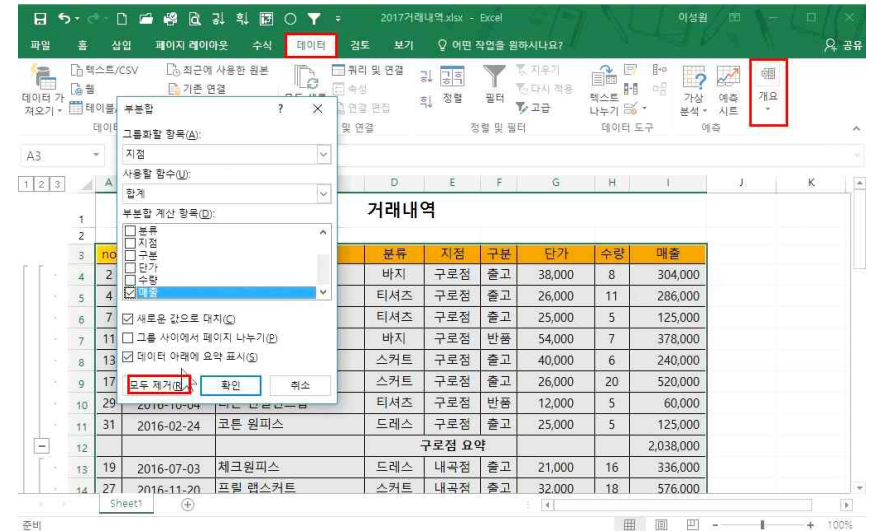 2017거래내역.xlsx - Excel 이성원
파일 홈 삽입 페이지 레이아웃 수식 데이터 검토 보기 어떤 작업을 원하시나요? 공유
텍스트/CSV 최근에 사용한 원본 쿼리 및 연결 지우기
웹 기존 연결 속성 다시 적용
데이터 가져오기 연결 편집 정렬 필터 고급 텍스트 나누기 가상 분석 예측 시트 개요
및 연결 정렬 및 필터 데이터 도구 예측
A3
부분합 ? ×
그룹화할 항목(A):
지점
사용할 함수(U):
합계
부분합 계산 항목(D):
분류
지점
구분
단가
수량
매출
새로운 값으로 대치(C)
그룹 사이에서 페이지 나누기(P)
데이터 아래에 요약 표시(S)
모두 제거(R) 확인 취소
1 2 3 A D E F G H I J K
1 거래내역
2
3 no 분류 지점 구분 단가 수량 매출
4 2 바지 구로점 출고 38,000 8 304,000
5 4 티셔츠 구로점 출고 26,000 11 286,000
6 7 티셔츠 구로점 출고 25,000 5 125,000
7 11 바지 구로점 반품 54,000 7 378,000
8 13 스커트 구로점 출고 40,000 6 240,000
9 17 스커트 구로점 출고 26,000 20 520,000
10 29 2016-10-04 티셔츠 구로점 반품 12,000 5 60,000
11 31 2016-02-24 코튼 원피스 드레스 구로점 출고 25,000 5 125,000
12 구로점 요약 2,038,000
13 19 2016-07-03 체크원피스 드레스 내곡점 출고 21,000 16 336,000
14 27 2016-11-20 프릴 랩스커트 스커트 내곡점 출고 32,000 18 576,000
Sheet1
준비 100%